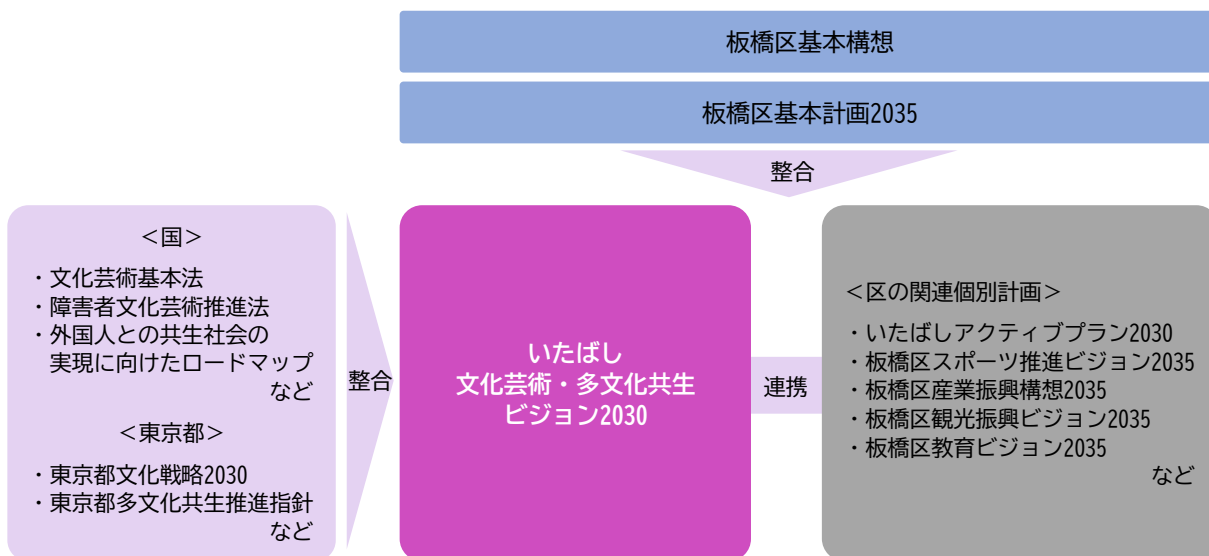 板橋区基本構想
板橋区基本計画2035
整合
＜国＞
・文化芸術基本法
・障害者文化芸術推進法
・外国人との共生社会の
実現に向けたロードマップ
など
＜東京都＞
・東京都文化戦略2030
・東京都多文化共生推進指針
など
整合
いたばし
文化芸術・多文化共生
ビジョン2030
連携
＜区の関連個別計画＞
・いたばしアクティブプラン2030
・板橋区スポーツ推進ビジョン2035
・板橋区産業振興構想2035
・板橋区観光振興ビジョン2035
・板橋区教育ビジョン2035
など